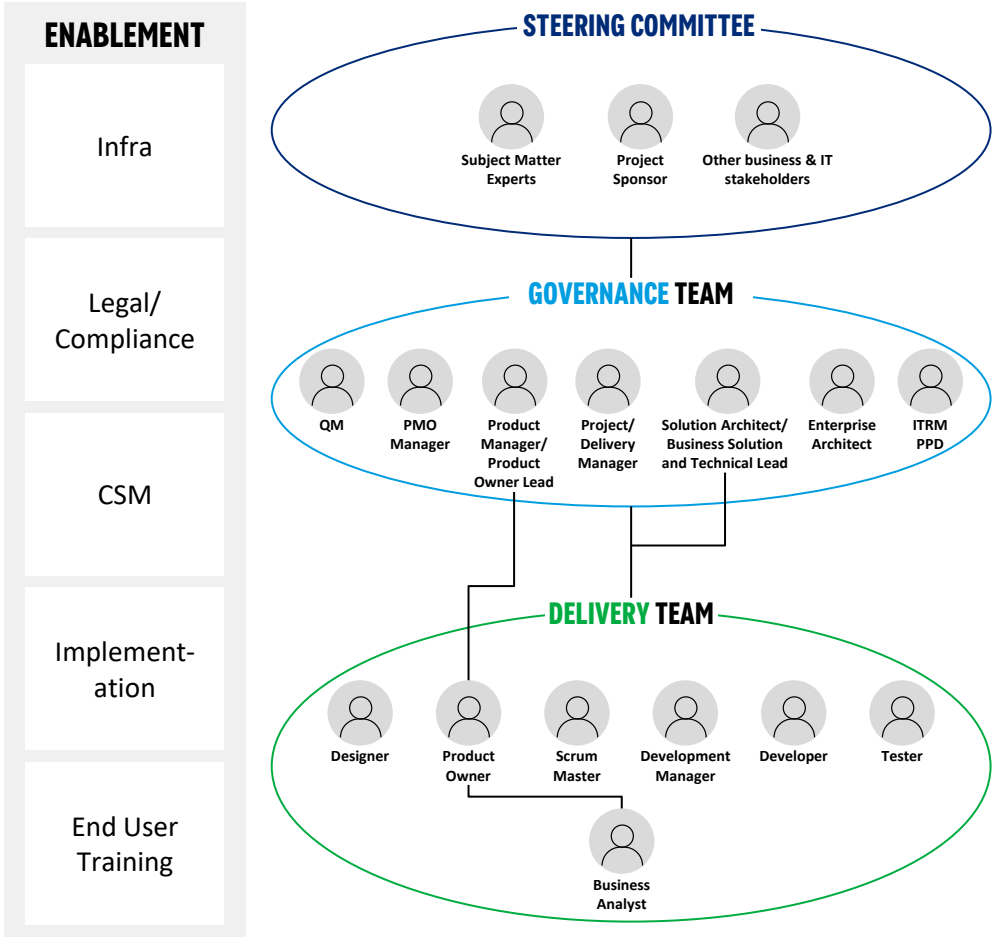 ENABLEMENT
Infra
Legal/
Compliance
CSM
Implement-
ation
End User
Training
STEERING COMMITTEE
Subject Matter
Experts
Project
Sponsor
Other business & IT
stakeholders
GOVERNANCE TEAM
QM
PMO
Manager
Product
Manager/
Product
Owner Lead
Project/
Delivery
Manager
Solution Architect/
Business Solution
and Technical Lead
Enterprise
Architect
ITRM
PPD
DELIVERY TEAM
Designer
Product
Owner
Scrum
Master
Development
Manager
Developer
Tester
Business
Analyst